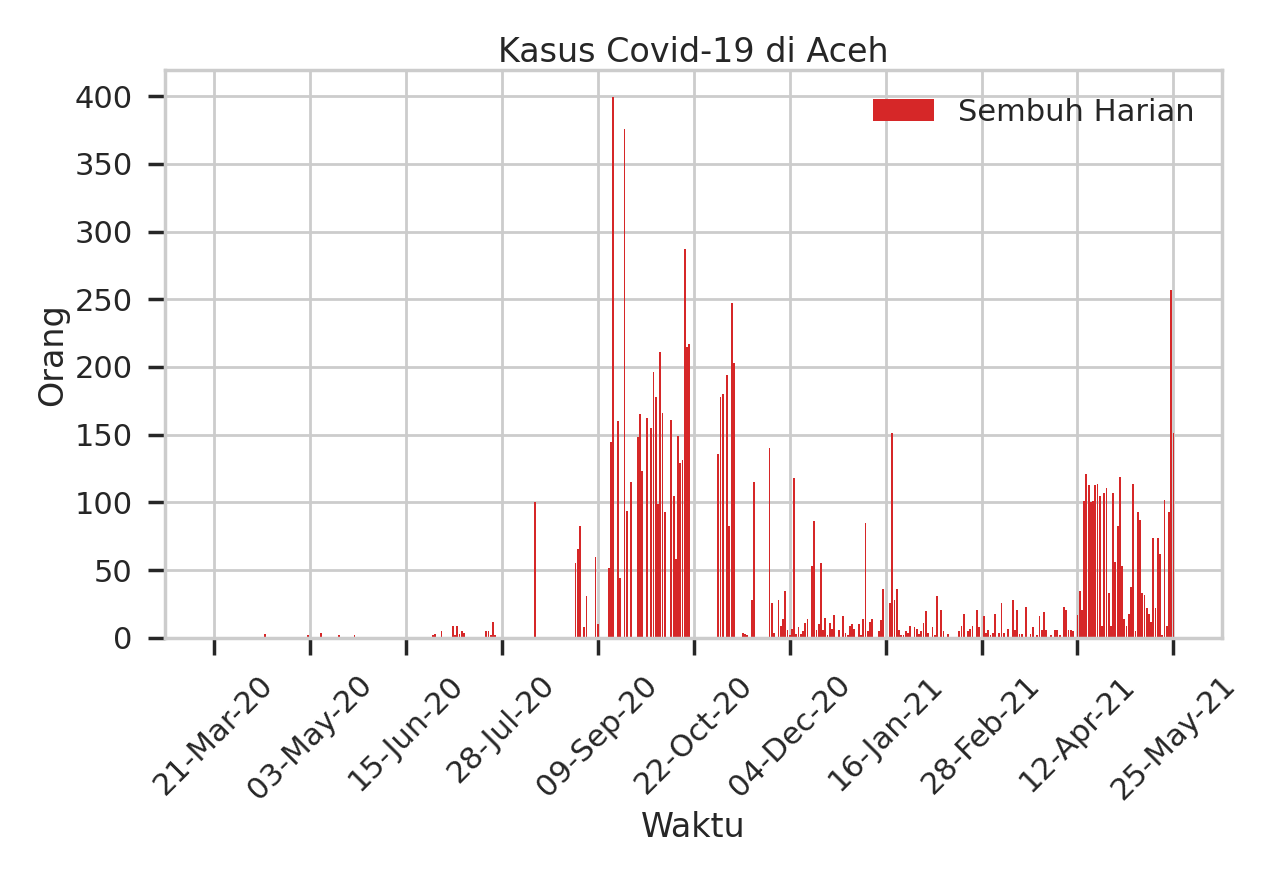 Kasus Covid-19 di Aceh
Sembuh Harian
Orang
400
350
300
250
200
150
100
50
0
21-Mar-20
03-May-20
15-Jun-20
28-Jul-20
09-Sep-20
22-Oct-20
04-Dec-20
16-Jan-21
28-Feb-21
12-Apr-21
25-May-21
Waktu